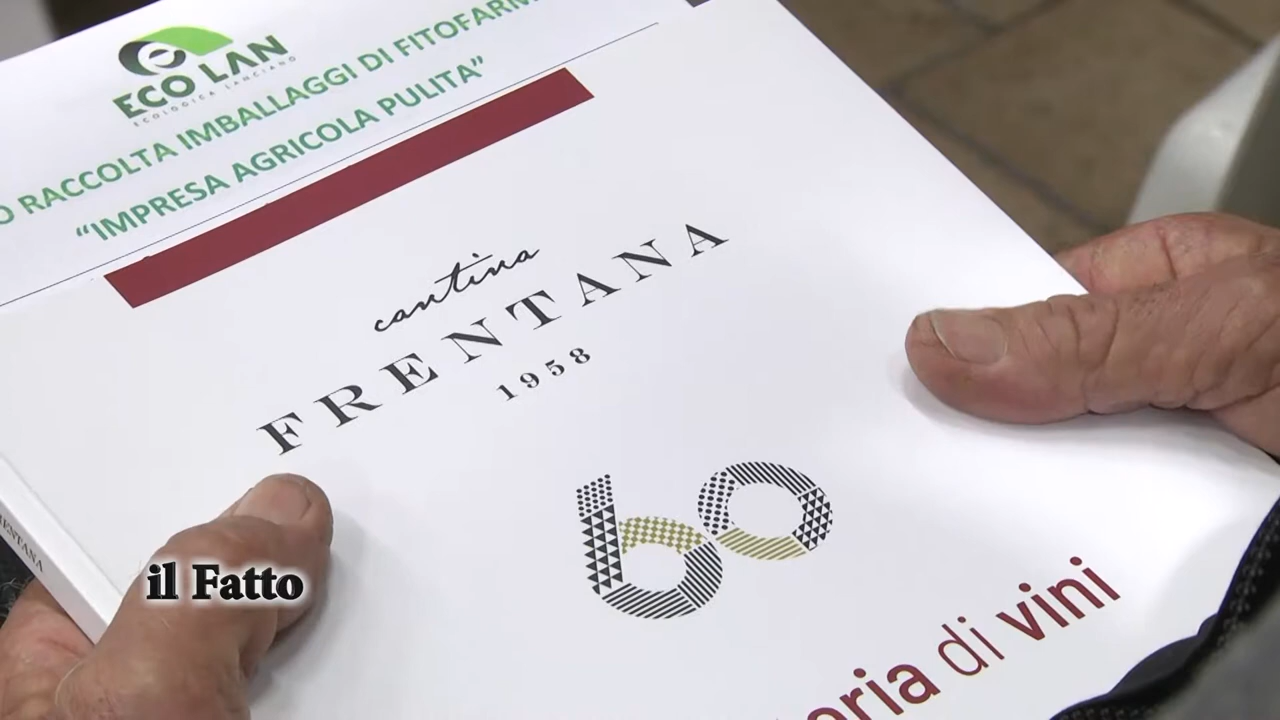 ECO LAN
ECOLOGICA LANCIANO
O RACCOLTA IMBALLAGGI DI FITOFARM
“IMPRESA AGRICOLA PULITA”
cantina
FRENTANA
1958
60
oria di vini
ENTANA
il Fatto